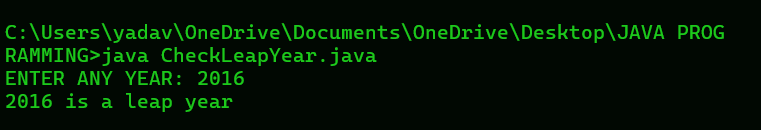 C:\Users\yadav\OneDrive\Documents\OneDrive\Desktop\JAVA PROG
RAMMING>java CheckLeapYear.java
ENTER ANY YEAR: 2016
2016 is a leap year